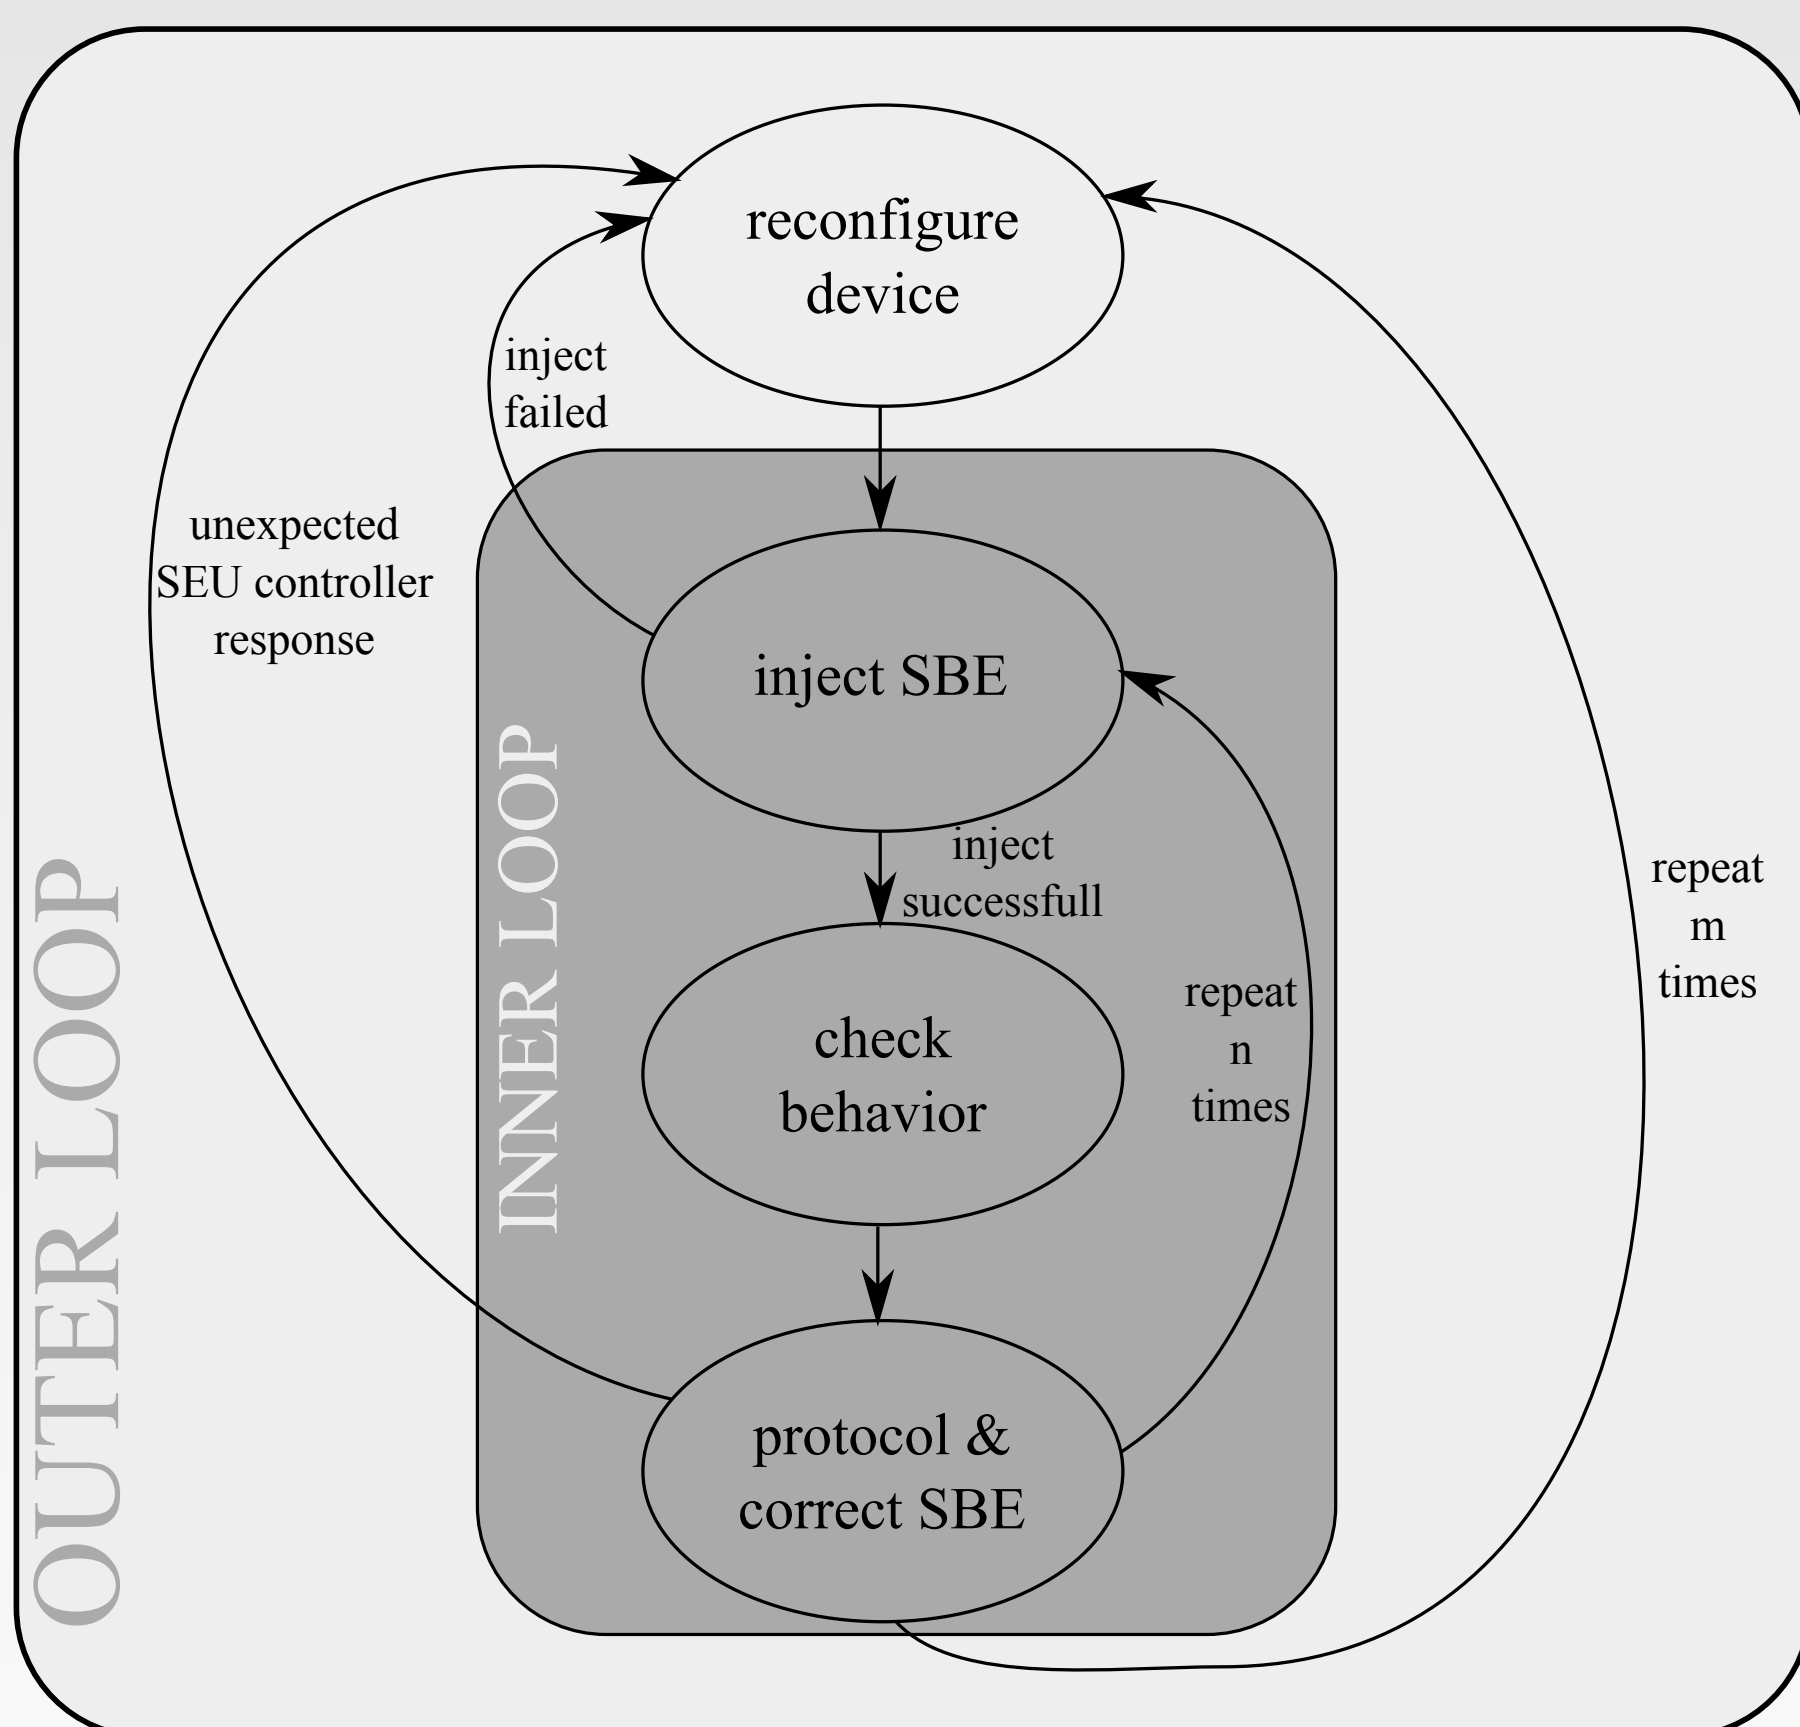 reconfigure
device
inject
failed
unexpected
SEU controller
response
inject SBE
inject
successfull
repeat
m
times
check
behavior
repeat
n
times
protocol &
correct SBE
INNER LOOP
OUTER LOOP